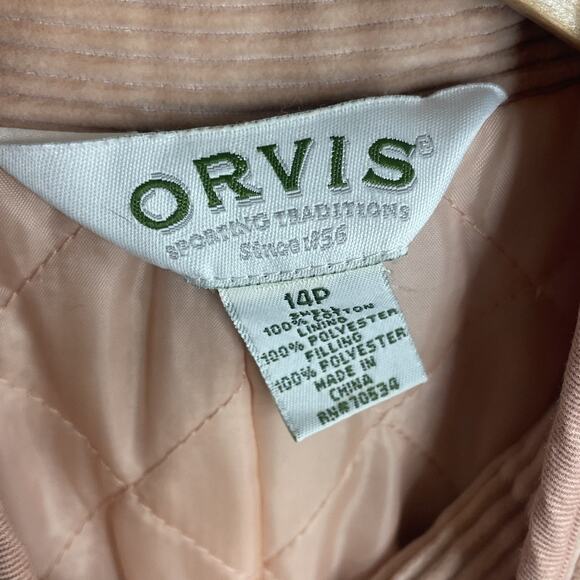 ORVIS®
SPORTING TRADITIONS
Since 1856
14P
SHELL
100% COTTON
LINING
100% POLYESTER
FILLING
100% POLYESTER
MADE IN
CHINA
RN#70534